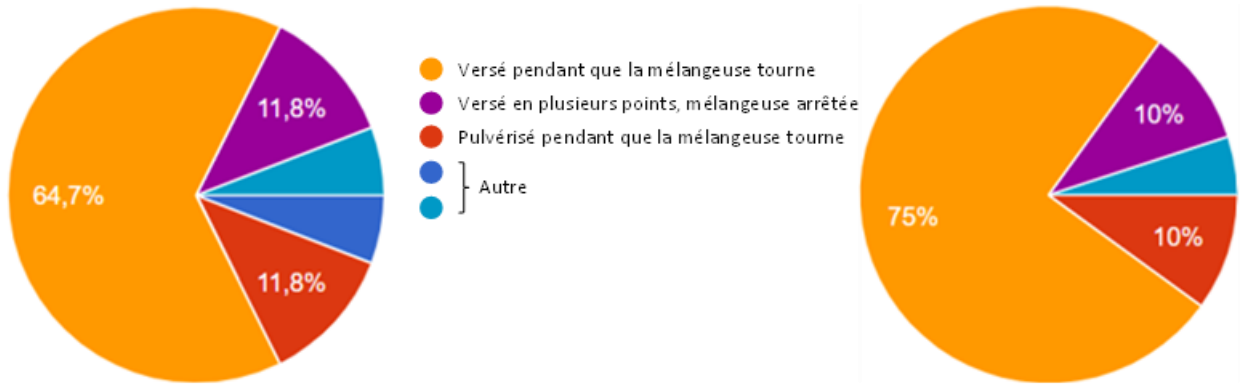 11,8%
64,7%
11,8%
Versé pendant que la mélangeuse tourne
Versé en plusieurs points, mélangeuse arrêtée
Pulvérisé pendant que la mélangeuse tourne
Autre
10%
75%
10%